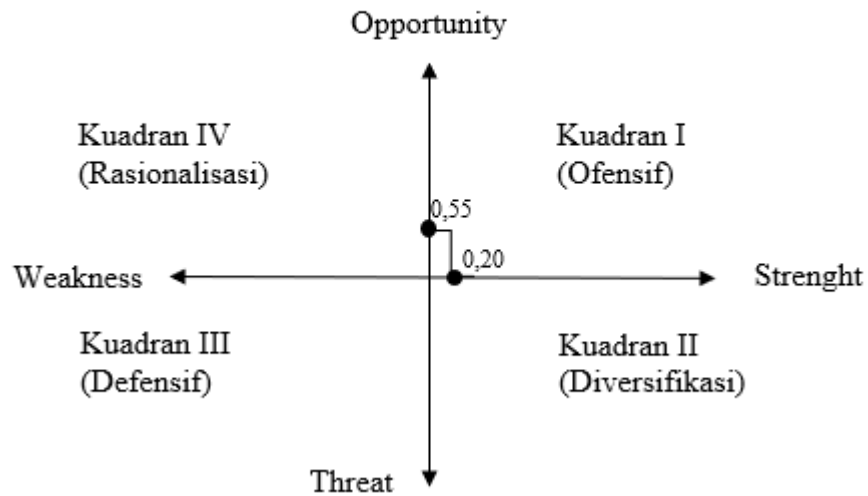 Opportunity
Kuadran IV
(Rasionalisasi)
Kuadran I
(Ofensif)
0,55
0,20
Weakness
Strenght
Kuadran III
(Defensif)
Kuadran II
(Diversifikasi)
Threat